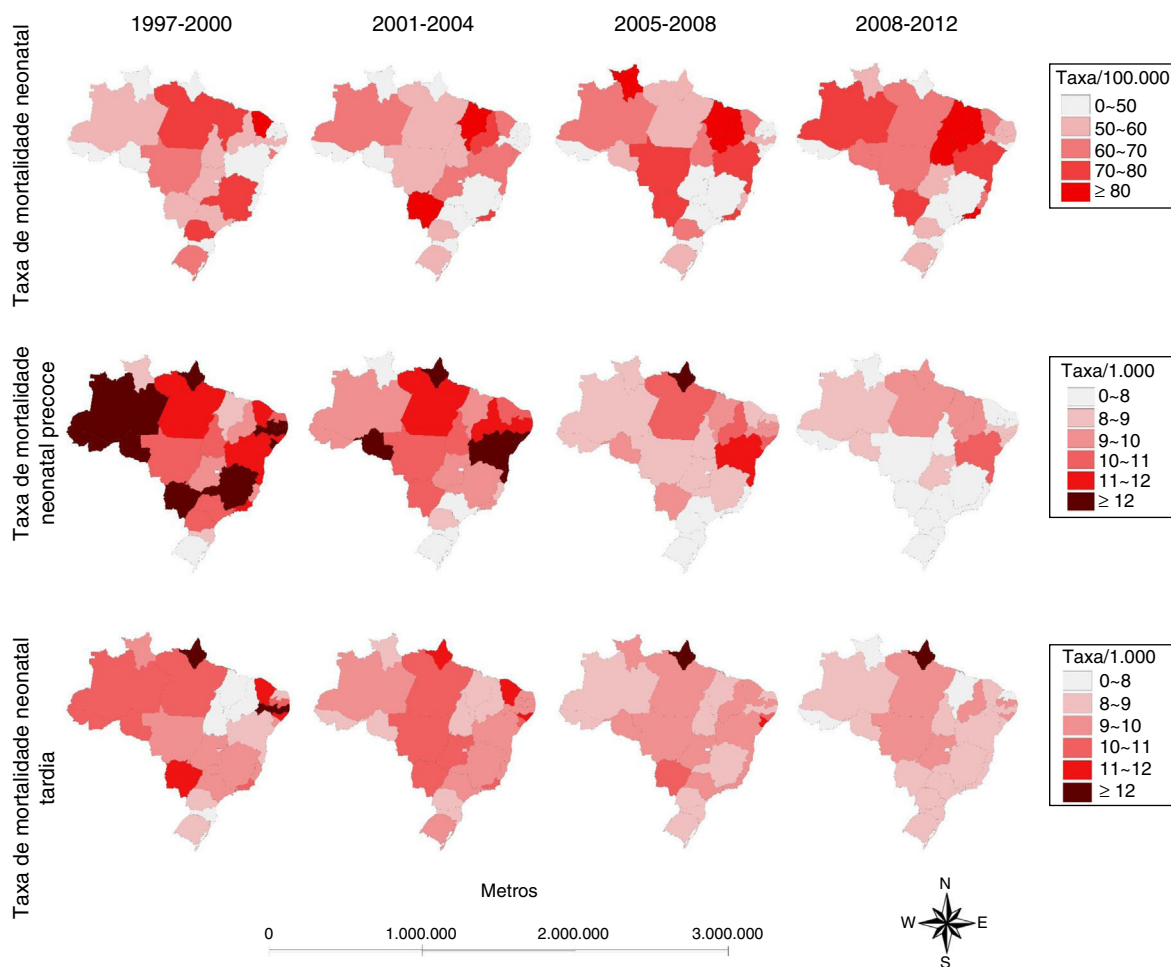 1997-2000
2001-2004
2005-2008
2008-2012
Taxa de mortalidade neonatal
Taxa/100.000
0~50
50~60
60~70
70~80
≥ 80
Taxa de mortalidade
neonatal precoce
Taxa/1.000
0~8
8~9
9~10
10~11
11~12
≥ 12
Taxa de mortalidade neonatal
tardia
Taxa/1.000
0~8
8~9
9~10
10~11
11~12
≥ 12
Metros
0
1.000.000
2.000.000
3.000.000
N
W
E
S